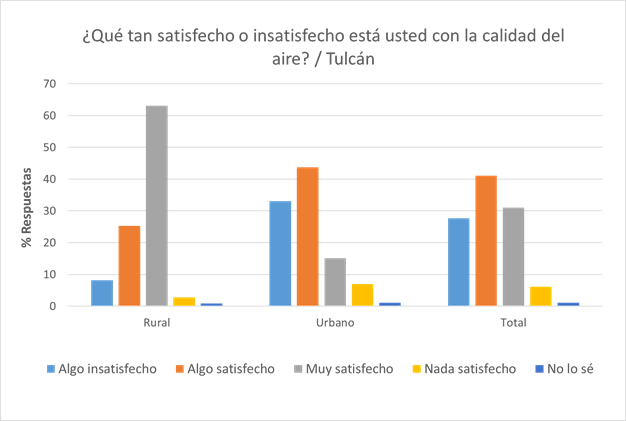 ¿Qué tan satisfecho o insatisfecho está usted con la calidad del
aire? / Tulcán
% Respuestas
70
60
50
40
30
20
10
0
Rural
Urbano
Total
Algo insatisfecho
Algo satisfecho
Muy satisfecho
Nada satisfecho
No lo sé